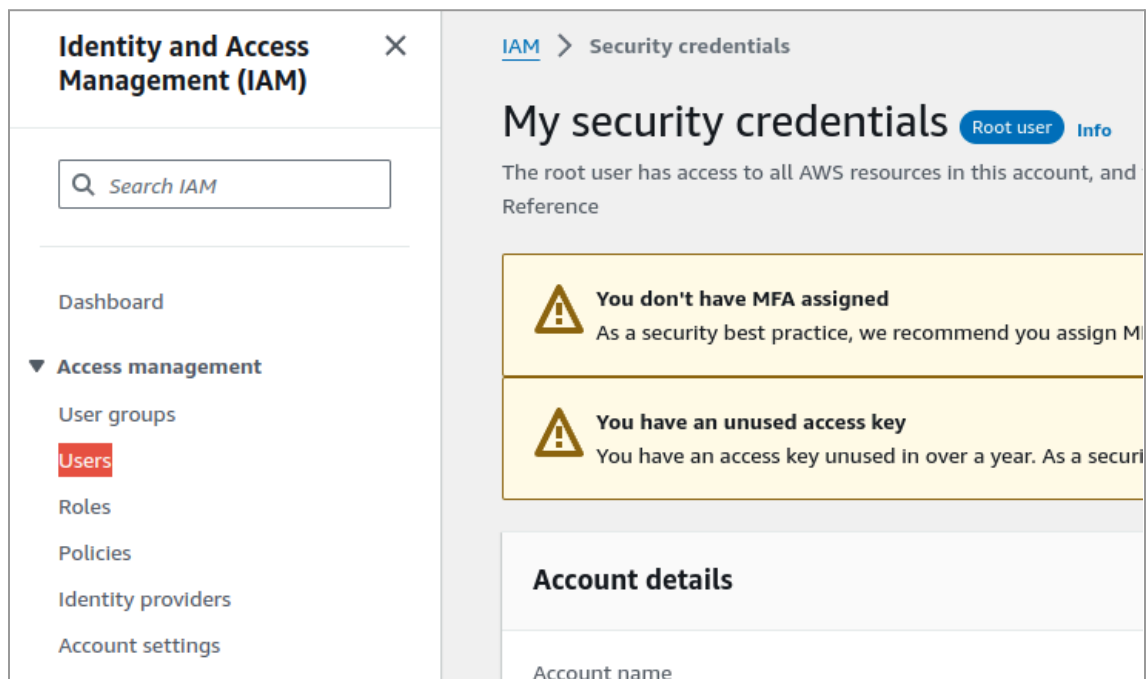 Identity and Access
Management (IAM)
Search IAM
Dashboard
Access management
User groups
Users
Roles
Policies
Identity providers
Account settings
IAM > Security credentials
My security credentials Root user Info
The root user has access to all AWS resources in this account, and
Reference
You don't have MFA assigned
As a security best practice, we recommend you assign M
You have an unused access key
You have an access key unused in over a year. As a securi
Account details
Account name